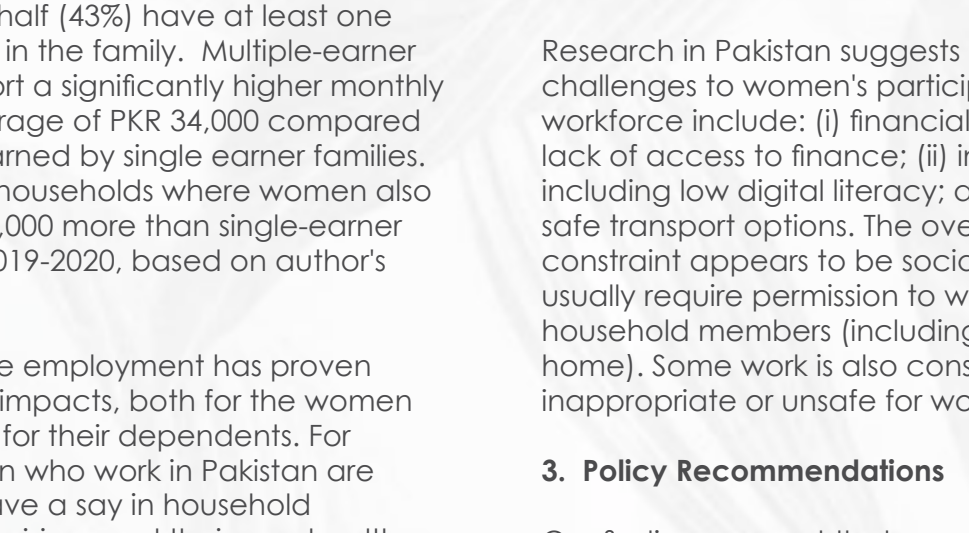 half (43%) have at least one
in the family. Multiple-earner
ort a significantly higher monthly
rage of PKR 34,000 compared
arned by single earner families.
households where women also
,000 more than single-earner
019-2020, based on author's
e employment has proven
impacts, both for the women
for their dependents. For
n who work in Pakistan are
ave a say in household
Research in Pakistan suggests
challenges to women's particip
workforce include: (i) financial
lack of access to finance; (ii) i
including low digital literacy; a
safe transport options. The ove
constraint appears to be socia
usually require permission to w
household members (including
home). Some work is also cons
inappropriate or unsafe for wo
3. Policy Recommendations